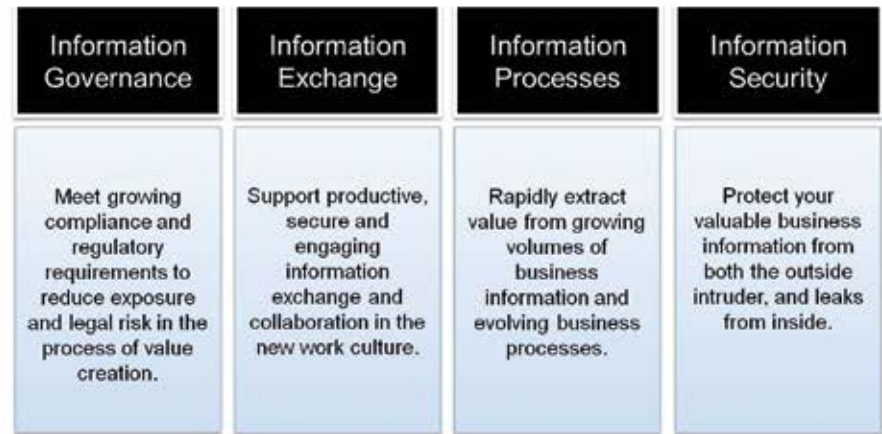 Information
Governance
Information
Exchange
Information
Processes
Information
Security
Meet growing
compliance and
regulatory
requirements to
reduce exposure
and legal risk in the
process of value
creation.
Support productive,
secure and
engaging
information
exchange and
collaboration in the
new work culture.
Rapidly extract
value from growing
volumes of
business
information and
evolving business
processes.
Protect your
valuable business
information from
both the outside
intruder, and leaks
from inside.